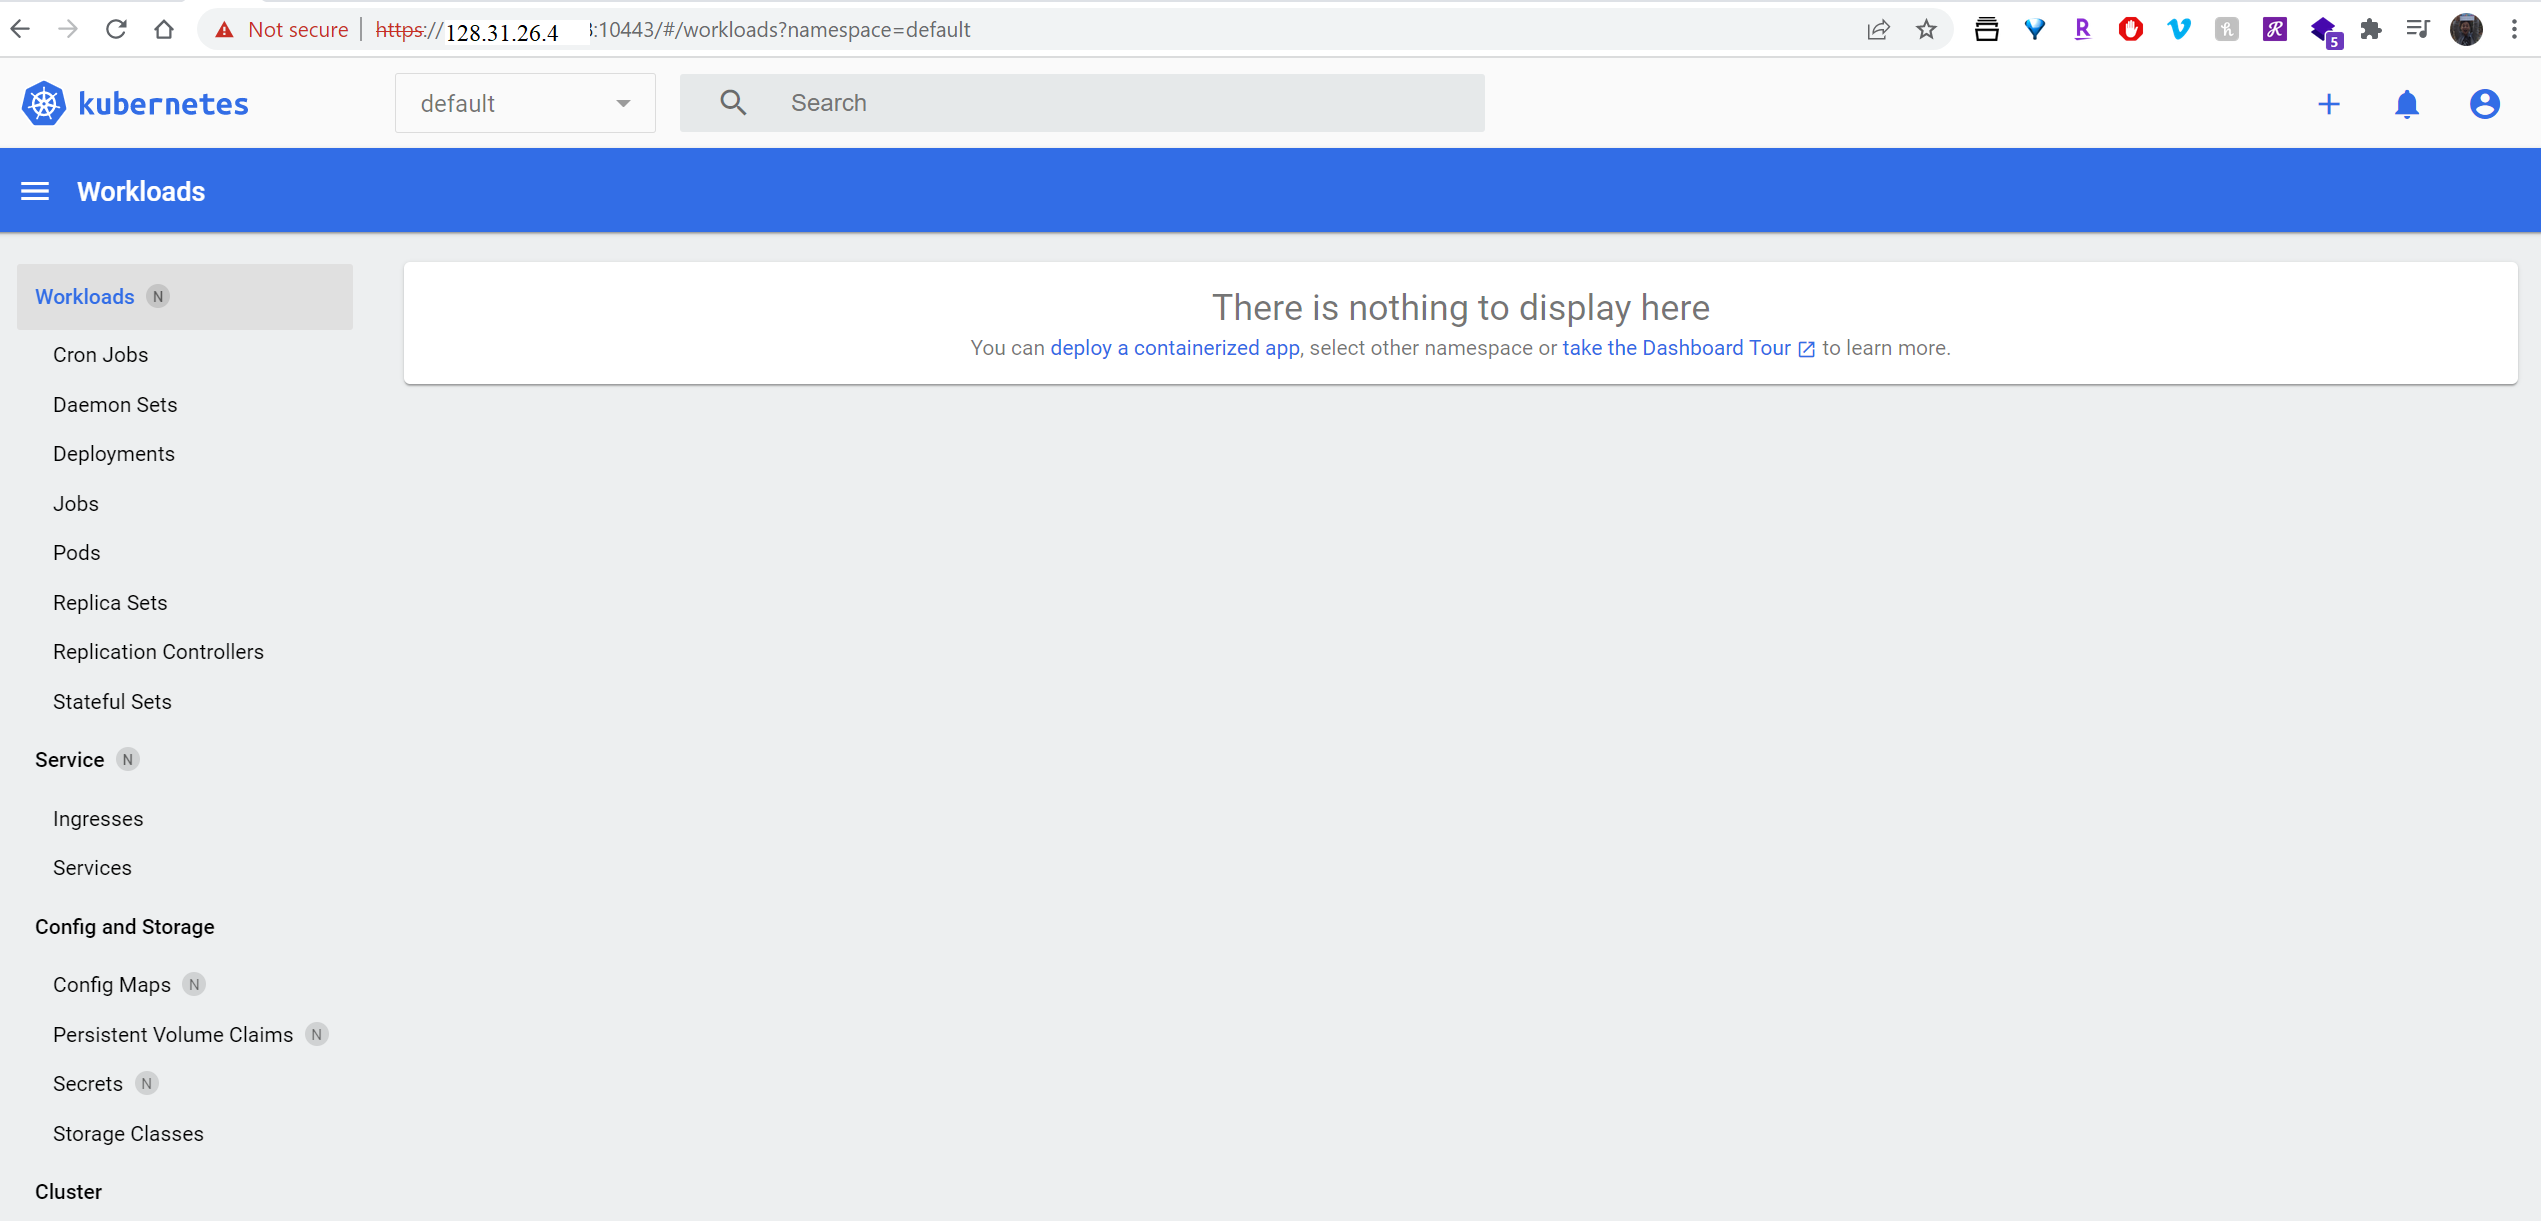 Not secure | https://128.31.26.4 3:10443/#/workloads?namespace=default
5
kubernetes
default
Search
Workloads
Workloads N
Cron Jobs
Daemon Sets
Deployments
Jobs
Pods
Replica Sets
Replication Controllers
Stateful Sets
Service N
Ingresses
Services
Config and Storage
Config Maps N
Persistent Volume Claims N
Secrets N
Storage Classes
Cluster
There is nothing to display here
You can deploy a containerized app, select other namespace or take the Dashboard Tour to learn more.